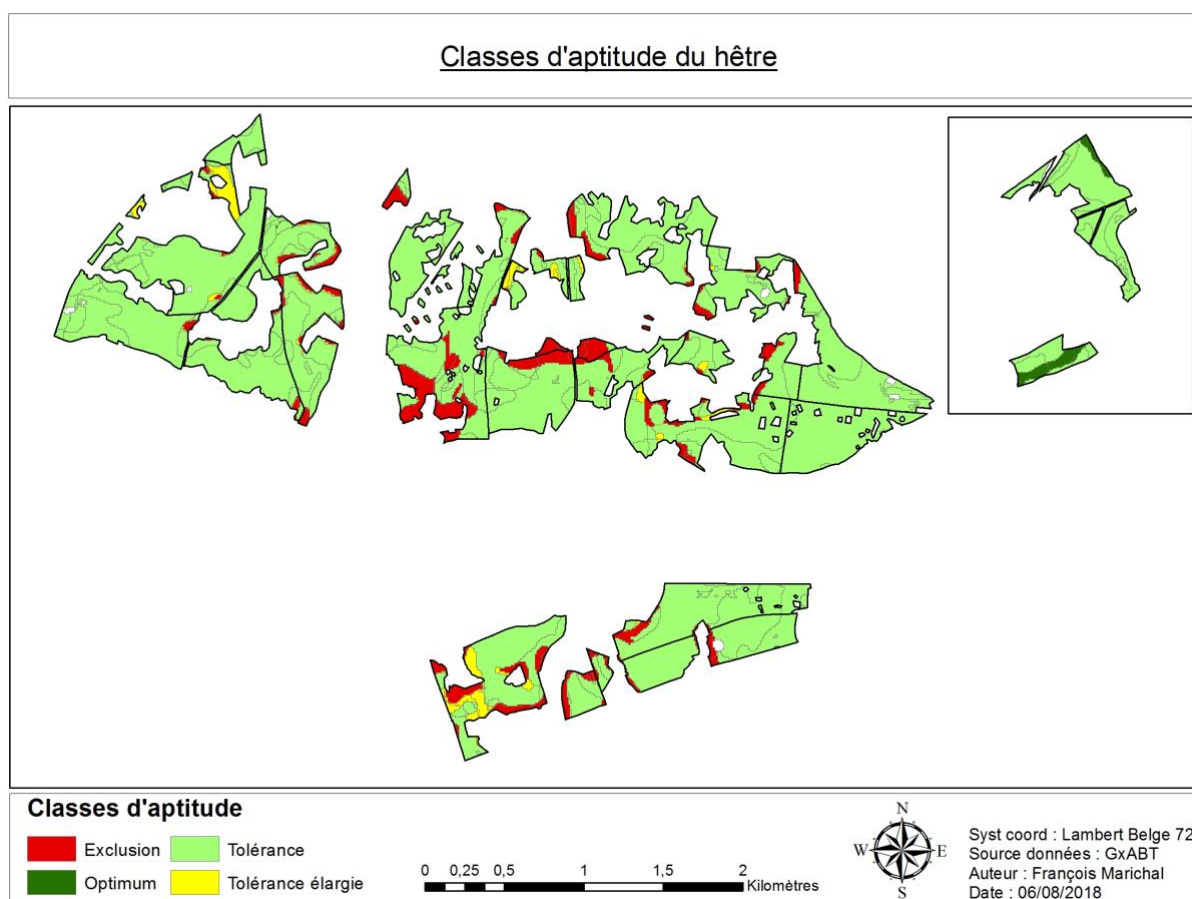 Classes d'aptitude du hêtre
Classes d'aptitude
Exclusion
Tolérance
Optimum
Tolérance élargie
0 0,25 0,5 1 1,5 2
Kilomètres
N
W E
S
Syst coord : Lambert Belge 72
Source données : GxABT
Auteur : François Marichal
Date : 06/08/2018